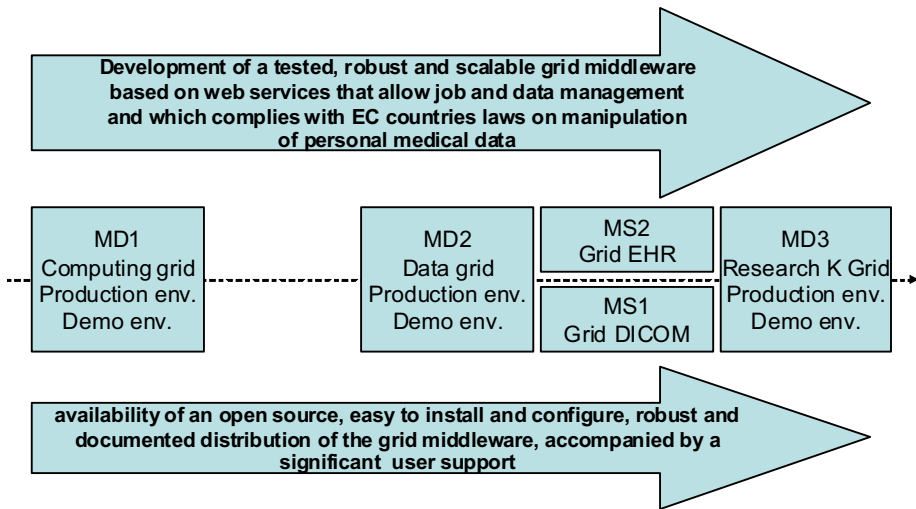 Development of a tested, robust and scalable grid middleware
based on web services that allow job and data management
and which complies with EC countries laws on manipulation
of personal medical data
MD1
Computing grid
Production env.
Demo env.
MD2
Data grid
Production env.
Demo env.
MS2
Grid EHR
MS1
Grid DICOM
MD3
Research K Grid
Production env.
Demo env.
availability of an open source, easy to install and configure, robust and
documented distribution of the grid middleware, accompanied by a
significant user support